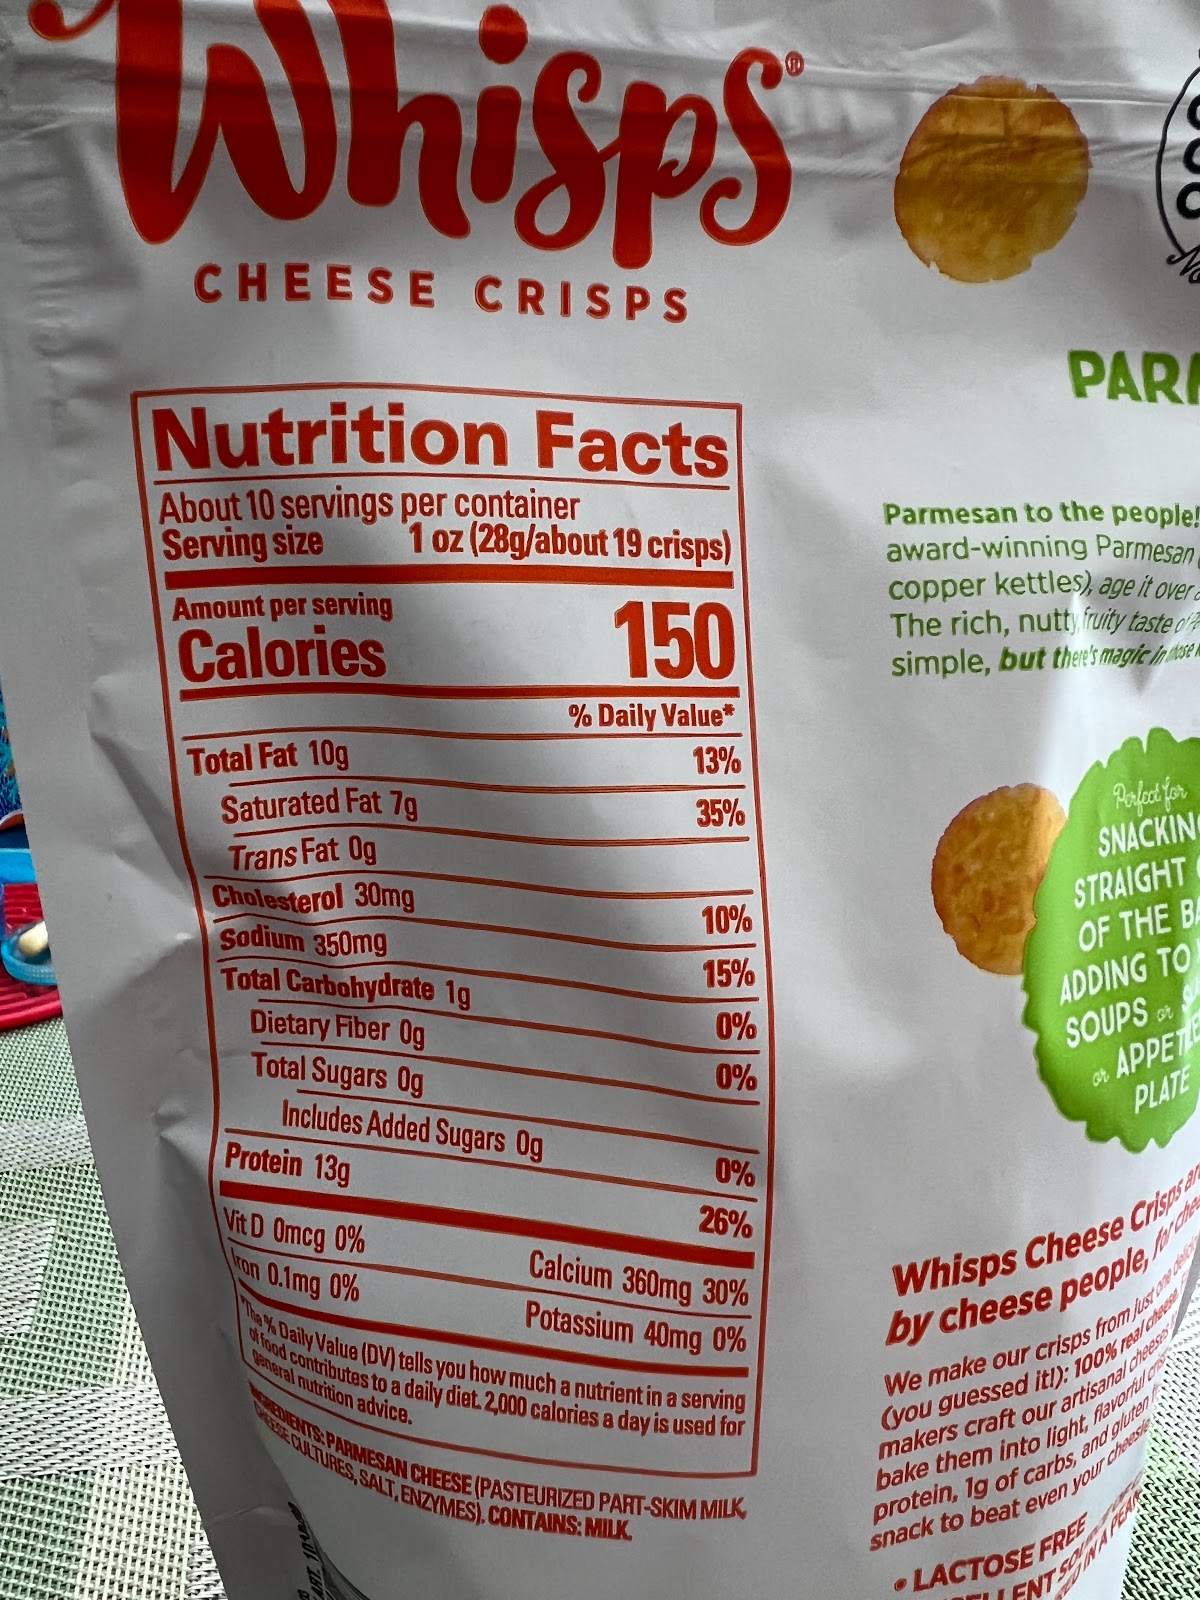 Whisps®
CHEESE CRISPS
Nutrition Facts
About 10 servings per container
Serving size 1 oz (28g/about 19 crisps)
Amount per serving
Calories 150
% Daily Value*
Total Fat 10g 13%
Saturated Fat 7g 35%
Trans Fat 0g
Cholesterol 30mg 10%
Sodium 350mg 15%
Total Carbohydrate 1g 0%
Dietary Fiber 0g 0%
Total Sugars 0g
Includes Added Sugars 0g 0%
Protein 13g 26%
Vit D 0mcg 0% Calcium 360mg 30%
Iron 0.1mg 0% Potassium 40mg 0%
*The % Daily Value (DV) tells you how much a nutrient in a serving
of food contributes to a daily diet. 2,000 calories a day is used for
general nutrition advice.
INGREDIENTS: PARMESAN CHEESE (PASTEURIZED PART-SKIM MILK,
CHEESE CULTURES, SALT, ENZYMES). CONTAINS: MILK.
PAR
Parmesan to the people!
award-winning Parmesan
copper kettles), age it over
The rich, nutty, fruity taste of
simple, but there's magic in those
Perfect for
SNACKING
STRAIGHT
OF THE
ADDING TO
SOUPS or
or APPET
PLATE
Whisps Cheese Crisps are
by cheese people, for
We make our crisps from just one
(you guessed it!): 100% real cheese
makers craft our artisanal cheeses
bake them into light, flavorful
protein, 1g of carbs, and gluten
snack to beat even your
• LACTOSE FREE